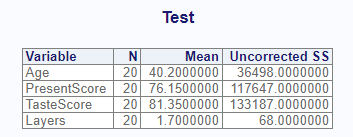 Test
Variable N Mean Uncorrected SS
Age 20 40.2000000 36498.0000000
PresentScore 20 76.1500000 117647.0000000
TasteScore 20 81.3500000 133187.0000000
Layers 20 1.7000000 68.0000000